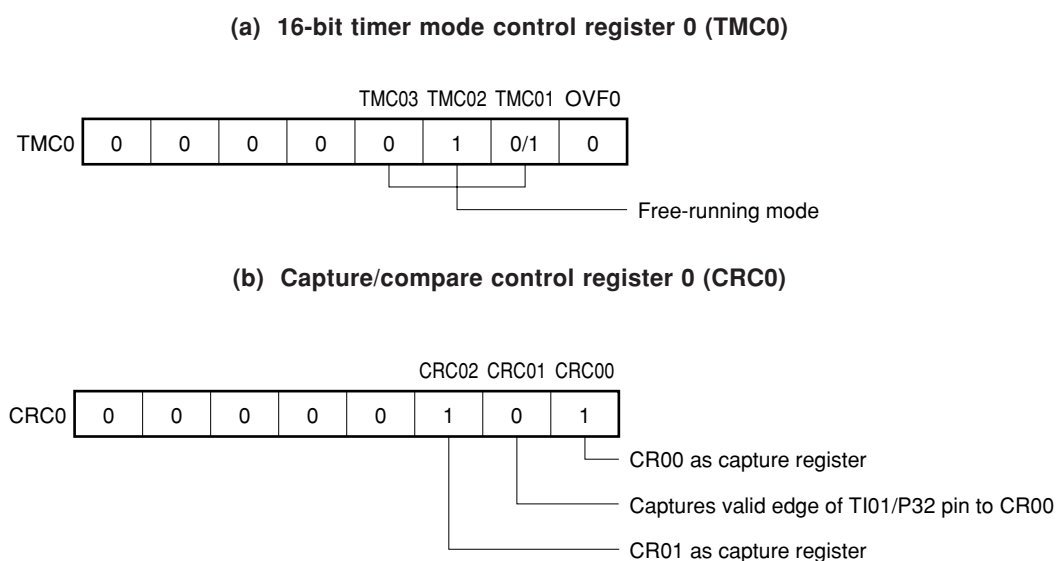 (a) 16-bit timer mode control register 0 (TMC0)
TMC03 TMC02 TMC01 OVF0
TMC0 0 0 0 0 0 1 0/1 0
Free-running mode
(b) Capture/compare control register 0 (CRC0)
CRC02 CRC01 CRC00
CRC0 0 0 0 0 0 1 0 1
CR00 as capture register
Captures valid edge of TI01/P32 pin to CR00
CR01 as capture register